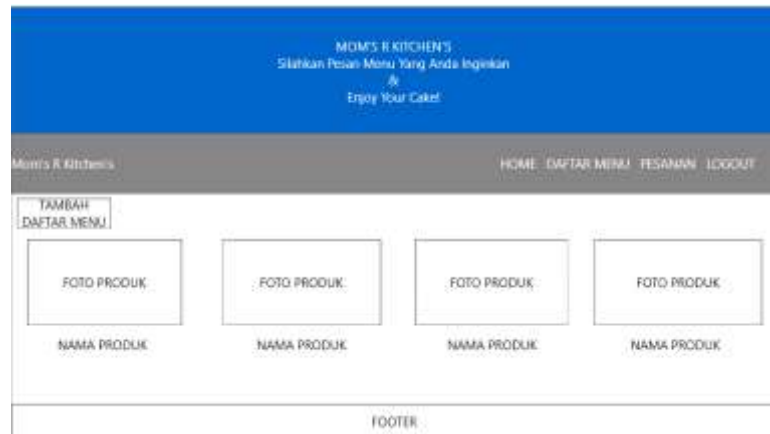 MOM'S R KITCHEN'S
Silahkan Pesan Menu Yang Anda Inginkan
&
Enjoy Your Cake!
Mom's R Kitchen's
HOME DAFTAR MENU PESANAN LOGOUT
TAMBAH
DAFTAR MENU
FOTO PRODUK FOTO PRODUK FOTO PRODUK FOTO PRODUK
NAMA PRODUK NAMA PRODUK NAMA PRODUK NAMA PRODUK
FOOTER